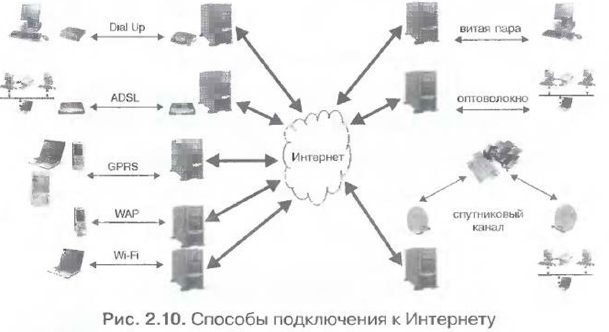 Dial Up
витая пара
ADSL
оптоволокно
Интернет
GPRS
WAP
спутниковый
канал
Wi-Fi
Рис. 2.10. Способы подключения к Интернету